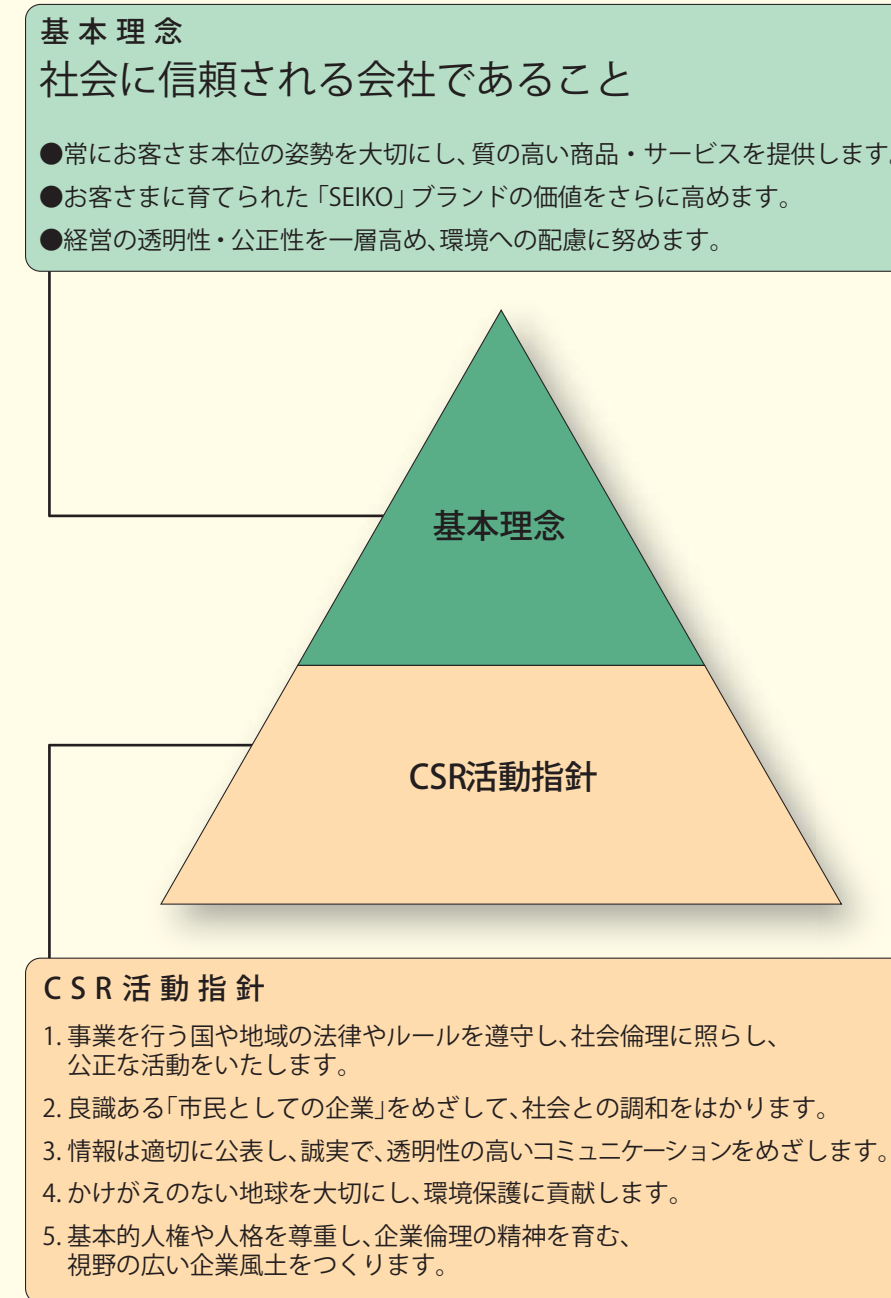 基本理念
社会に信頼される会社であること
●常にお客さま本位の姿勢を大切にし、質の高い商品・サービスを提供します。
●お客さまに育てられた「SEIKO」ブランドの価値をさらに高めます。
●経営の透明性・公正性を一層高め、環境への配慮に努めます。
基本理念
CSR活動指針
CSR活動指針
1. 事業を行う国や地域の法律やルールを遵守し、社会倫理に照らし、
公正な活動をいたします。
2. 良識ある「市民としての企業」をめざして、社会との調和をはかります。
3. 情報は適切に公表し、誠実で、透明性の高いコミュニケーションをめざします。
4. かけがえのない地球を大切にし、環境保護に貢献します。
5. 基本的人権や人格を尊重し、企業倫理の精神を育む、
視野の広い企業風土をつくります。